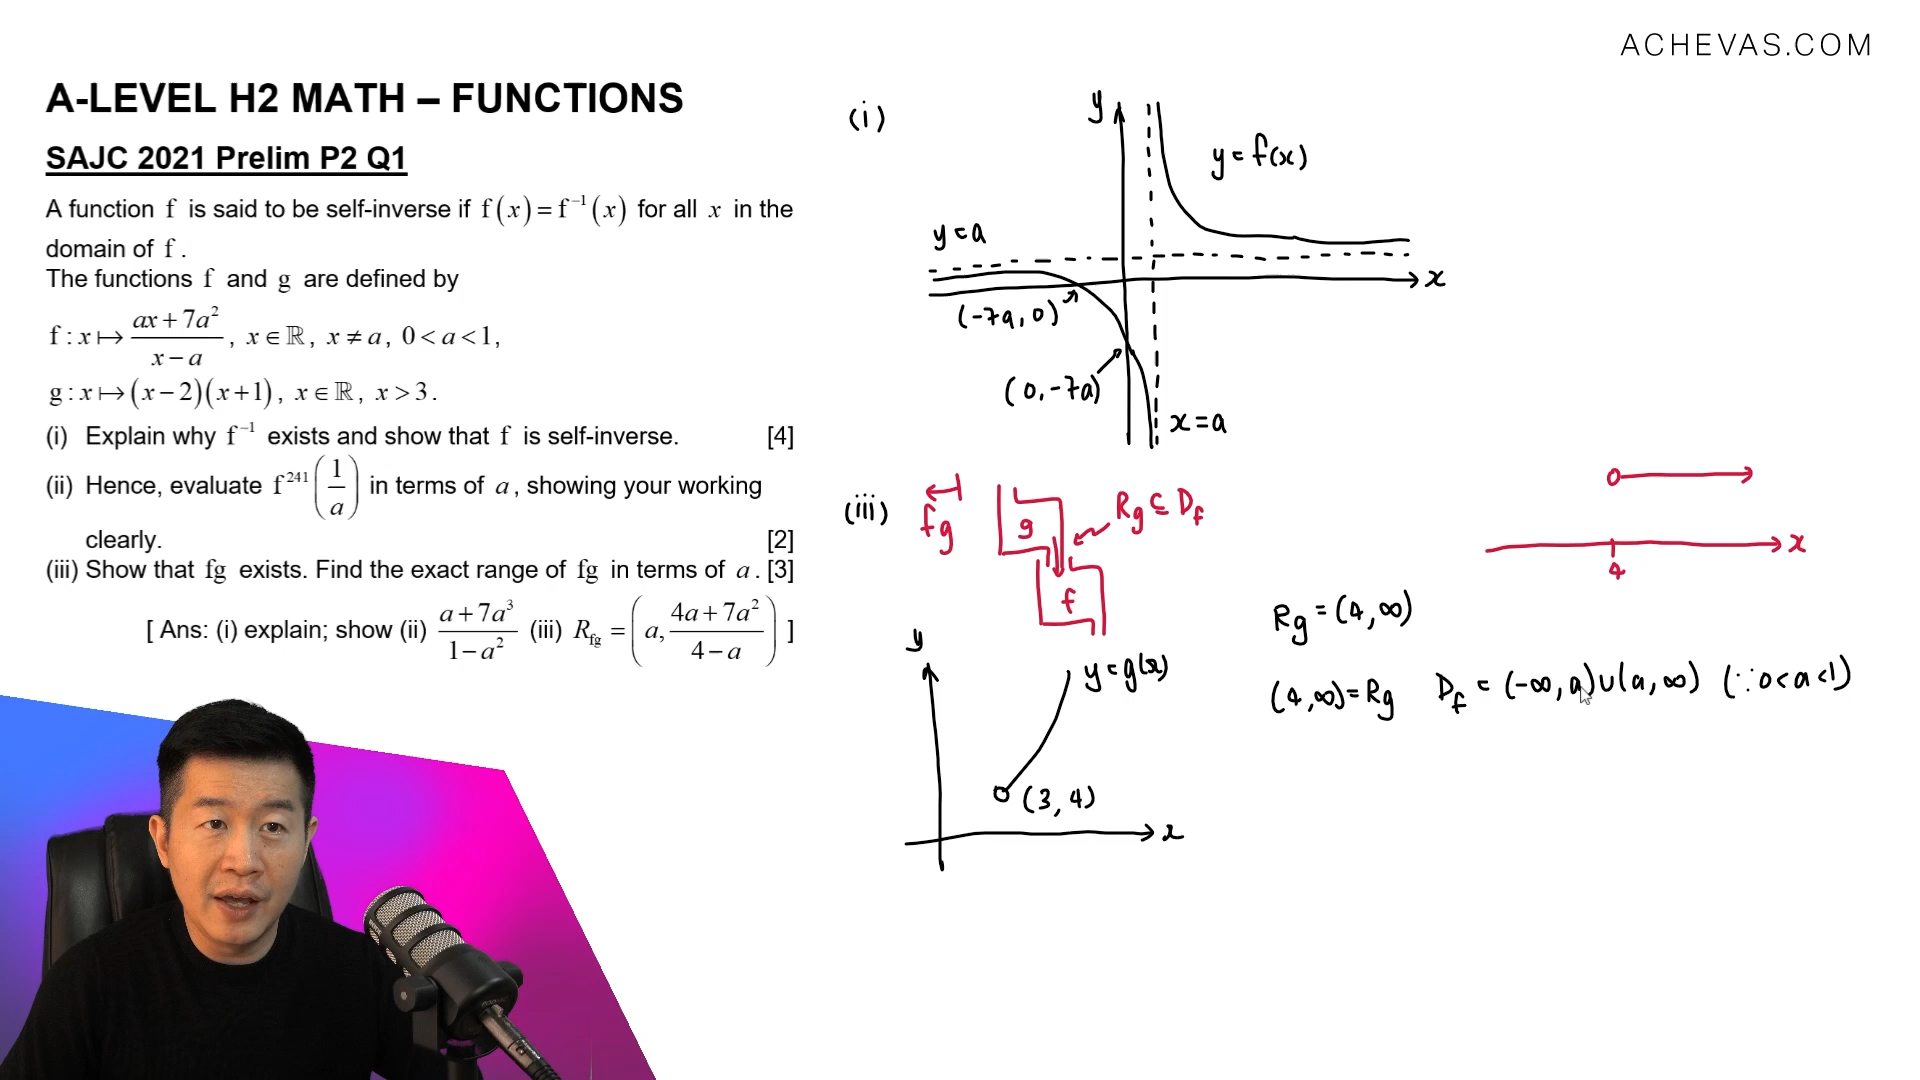 ACHEVAS.COM
A-LEVEL H2 MATH – FUNCTIONS
SAJC 2021 Prelim P2 Q1
A function f is said to be self-inverse if f(x) = f⁻¹(x) for all x in the
domain of f.
The functions f and g are defined by
f : x ↦ (ax + 7a²)/(x − a), x ∈ ℝ, x ≠ a, 0 < a < 1,
g : x ↦ (x − 2)(x + 1), x ∈ ℝ, x > 3.
(i) Explain why f⁻¹ exists and show that f is self-inverse. [4]
(ii) Hence, evaluate f²⁴¹(1/a) in terms of a, showing your working
clearly. [2]
(iii) Show that fg exists. Find the exact range of fg in terms of a. [3]
[ Ans: (i) explain; show (ii) (a + 7a³)/(1 − a²) (iii) R_fg = (a, (4a + 7a²)/(4 − a)) ]
(i)
y
y = f(x)
y = a
x
(-7a, 0)
(0, -7a)
x = a
(iii)
fg
g
f
Rg ⊆ Df
x
4
y
y = g(x)
(3, 4)
x
Rg = (4, ∞)
(4, ∞) = Rg Df = (-∞, a) ∪ (a, ∞) (∵ 0 < a < 1)